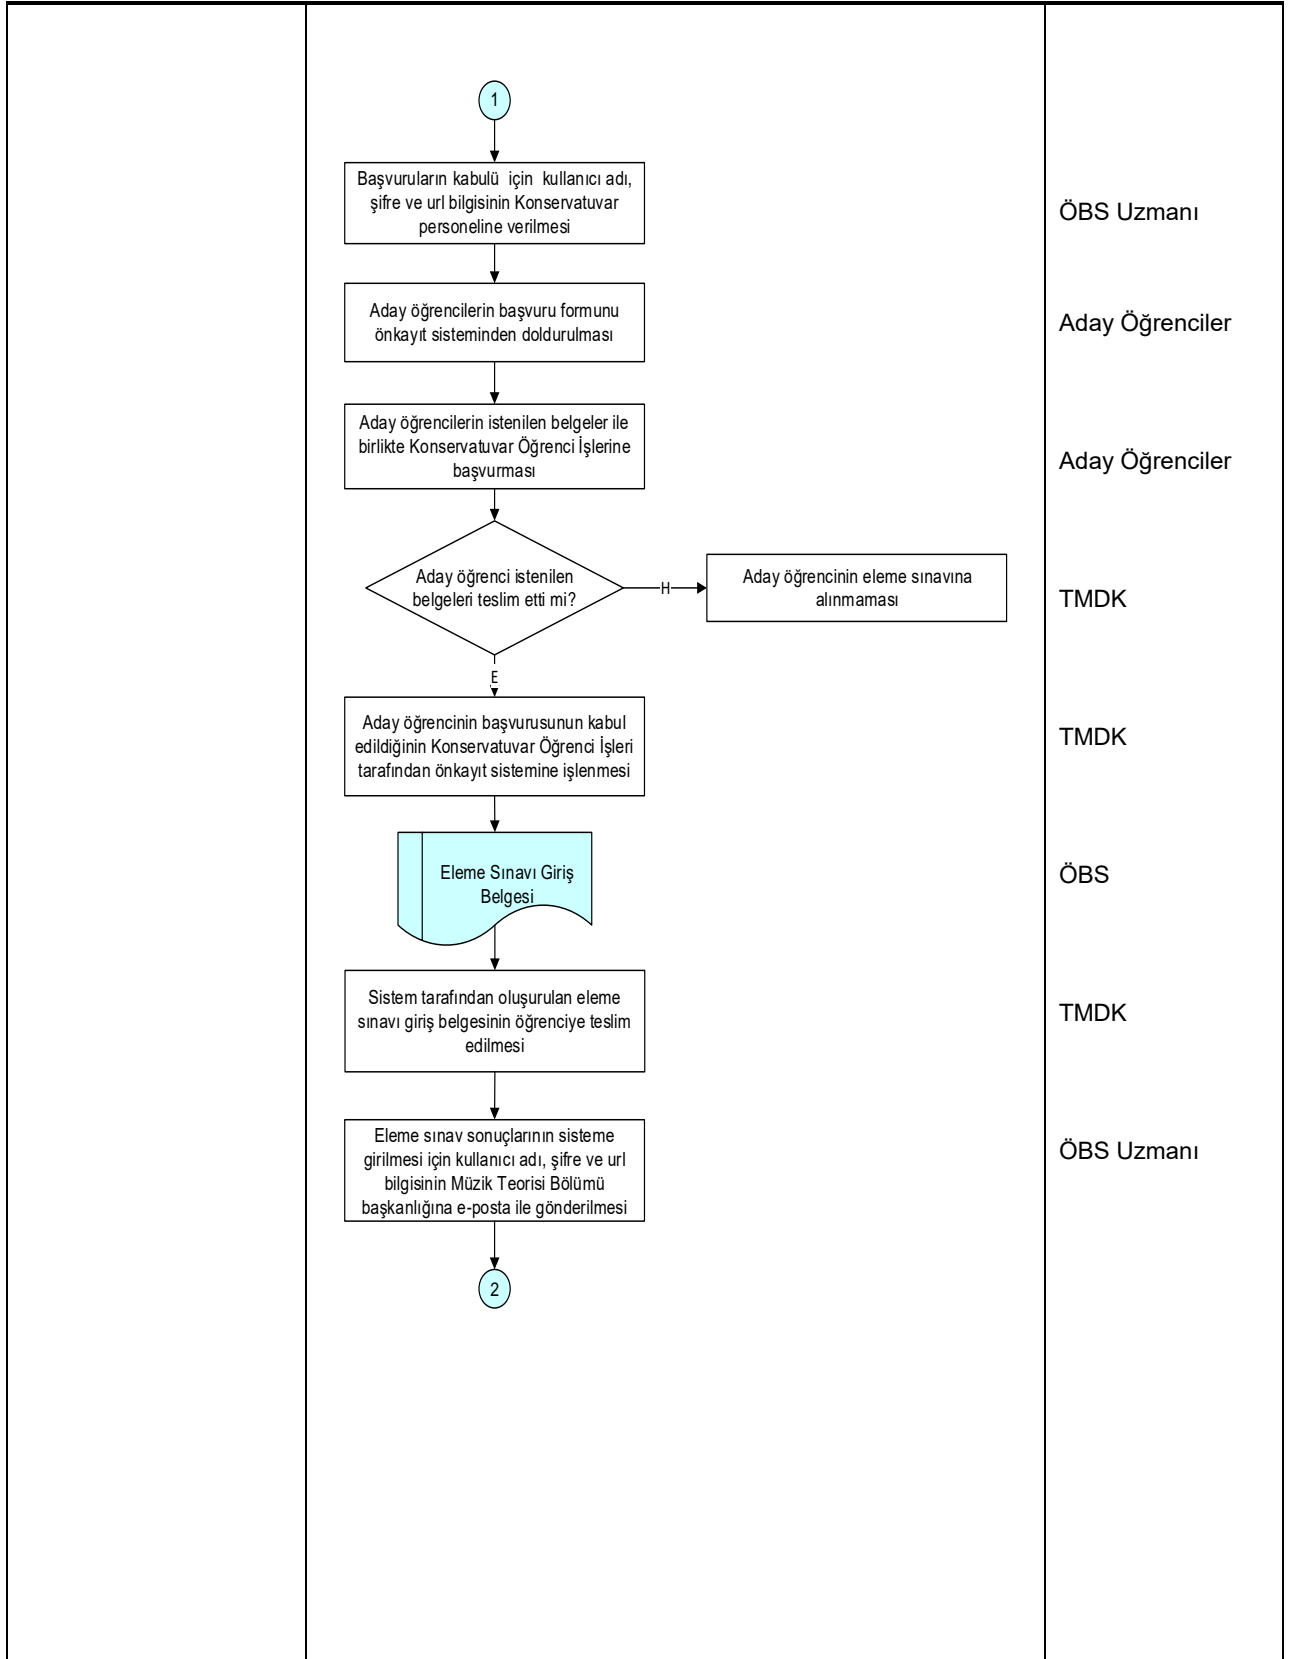 1
Başvuruların kabulü için kullanıcı adı,
şifre ve url bilgisinin Konservatuvar
personeline verilmesi
ÖBS Uzmanı
Aday öğrencilerin başvuru formunu
önkayıt sisteminden doldurulması
Aday Öğrenciler
Aday öğrencilerin istenilen belgeler ile
birlikte Konservatuvar Öğrenci İşlerine
başvurması
Aday Öğrenciler
Aday öğrenci istenilen
belgeleri teslim etti mi?
H
Aday öğrencinin eleme sınavına
alınmaması
TMDK
E
Aday öğrencinin başvurusunun kabul
edildiğinin Konservatuvar Öğrenci İşleri
tarafından önkayıt sistemine işlenmesi
TMDK
Eleme Sınavı Giriş
Belgesi
ÖBS
Sistem tarafından oluşurulan eleme
sınavı giriş belgesinin öğrenciye teslim
edilmesi
TMDK
Eleme sınav sonuçlarının sisteme
girilmesi için kullanıcı adı, şifre ve url
bilgisinin Müzik Teorisi Bölümü
başkanlığına e-posta ile gönderilmesi
ÖBS Uzmanı
2